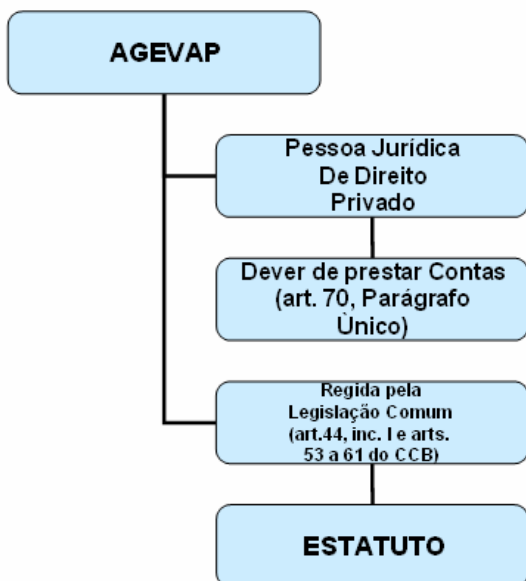 AGEVAP
Pessoa Jurídica
De Direito
Privado
Dever de prestar Contas
(art. 70, Parágrafo
Ùnico)
Regida pela
Legislação Comum
(art.44, inc. I e arts.
53 a 61 do CCB)
ESTATUTO